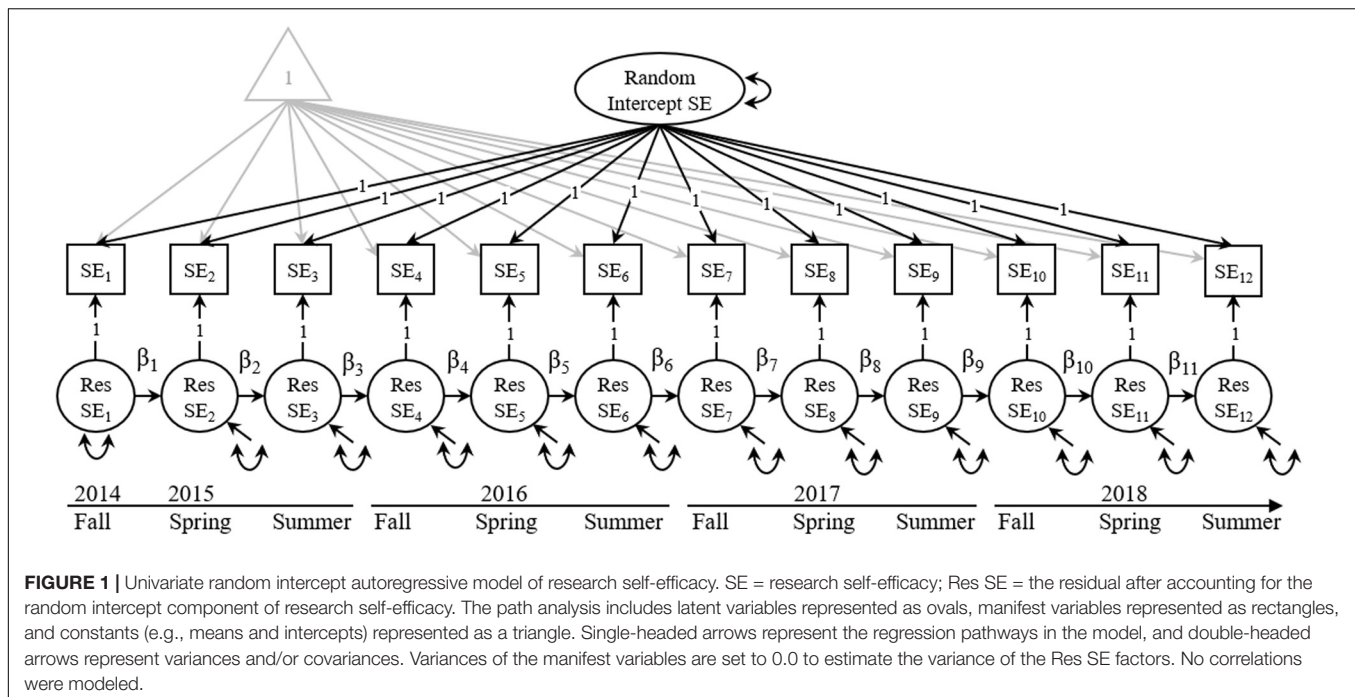 1
Random
Intercept SE
1 1 1 1 1 1 1 1 1 1 1 1
SE₁ SE₂ SE₃ SE₄ SE₅ SE₆ SE₇ SE₈ SE₉ SE₁₀ SE₁₁ SE₁₂
1 1 1 1 1 1 1 1 1 1 1 1
β₁ β₂ β₃ β₄ β₅ β₆ β₇ β₈ β₉ β₁₀ β₁₁
Res Res Res Res Res Res Res Res Res Res Res Res
SE₁ SE₂ SE₃ SE₄ SE₅ SE₆ SE₇ SE₈ SE₉ SE₁₀ SE₁₁ SE₁₂
2014 2015 2016 2017 2018
Fall Spring Summer Fall Spring Summer Fall Spring Summer Fall Spring Summer
FIGURE 1 | Univariate random intercept autoregressive model of research self-efficacy. SE = research self-efficacy; Res SE = the residual after accounting for the
random intercept component of research self-efficacy. The path analysis includes latent variables represented as ovals, manifest variables represented as rectangles,
and constants (e.g., means and intercepts) represented as a triangle. Single-headed arrows represent the regression pathways in the model, and double-headed
arrows represent variances and/or covariances. Variances of the manifest variables are set to 0.0 to estimate the variance of the Res SE factors. No correlations
were modeled.